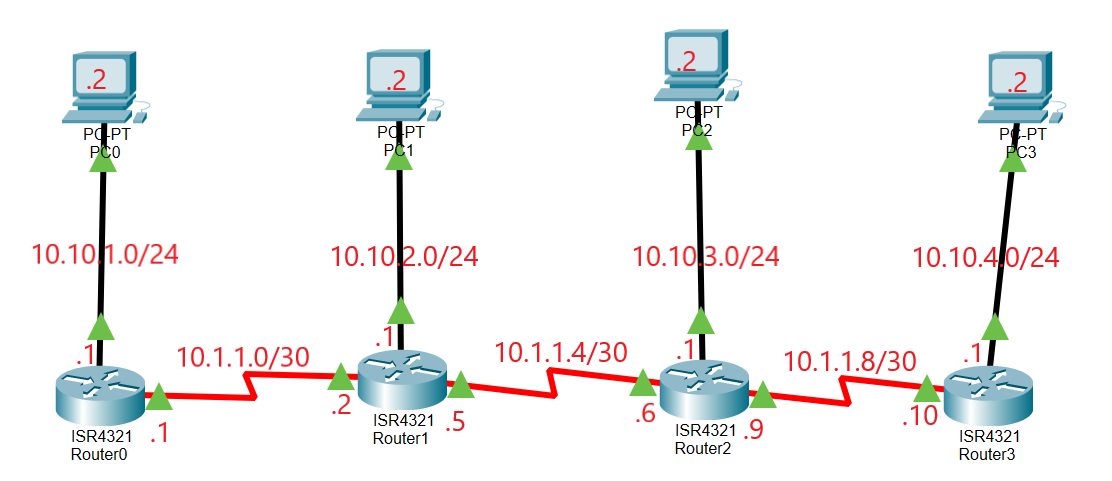 .2
PC-PT
PC0
.2
PC-PT
PC1
.2
PC-PT
PC2
.2
PC-PT
PC3
10.10.1.0/24
10.10.2.0/24
10.10.3.0/24
10.10.4.0/24
.1
10.1.1.0/30
.1
10.1.1.4/30
.1
10.1.1.8/30
.1
ISR4321
Router0
.1
.2
ISR4321
Router1
.5
.6
ISR4321
Router2
.9
.10
ISR4321
Router3